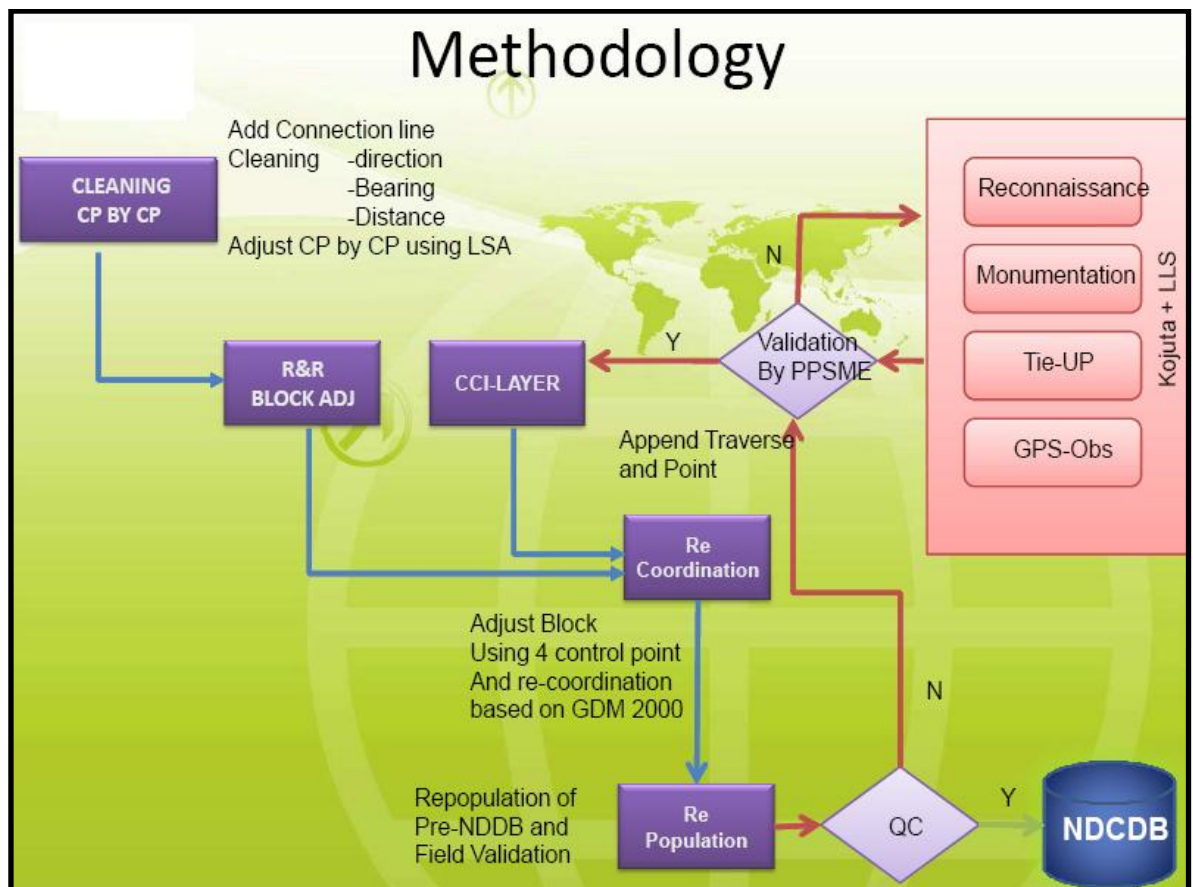 Methodology
CLEANING
CP BY CP
Add Connection line
Cleaning -direction
-Bearing
-Distance
Adjust CP by CP using LSA
R&R
BLOCK ADJ
CCI-LAYER
Y
Validation
By PPSME
N
Reconnaissance
Monumentation
Tie-UP
GPS-Obs
Kojuta + LLS
Append Traverse
and Point
Re
Coordination
Adjust Block
Using 4 control point
And re-coordination
based on GDM 2000
N
Repopulation of
Pre-NDDB and
Field Validation
Re
Population
QC
Y
NDCDB